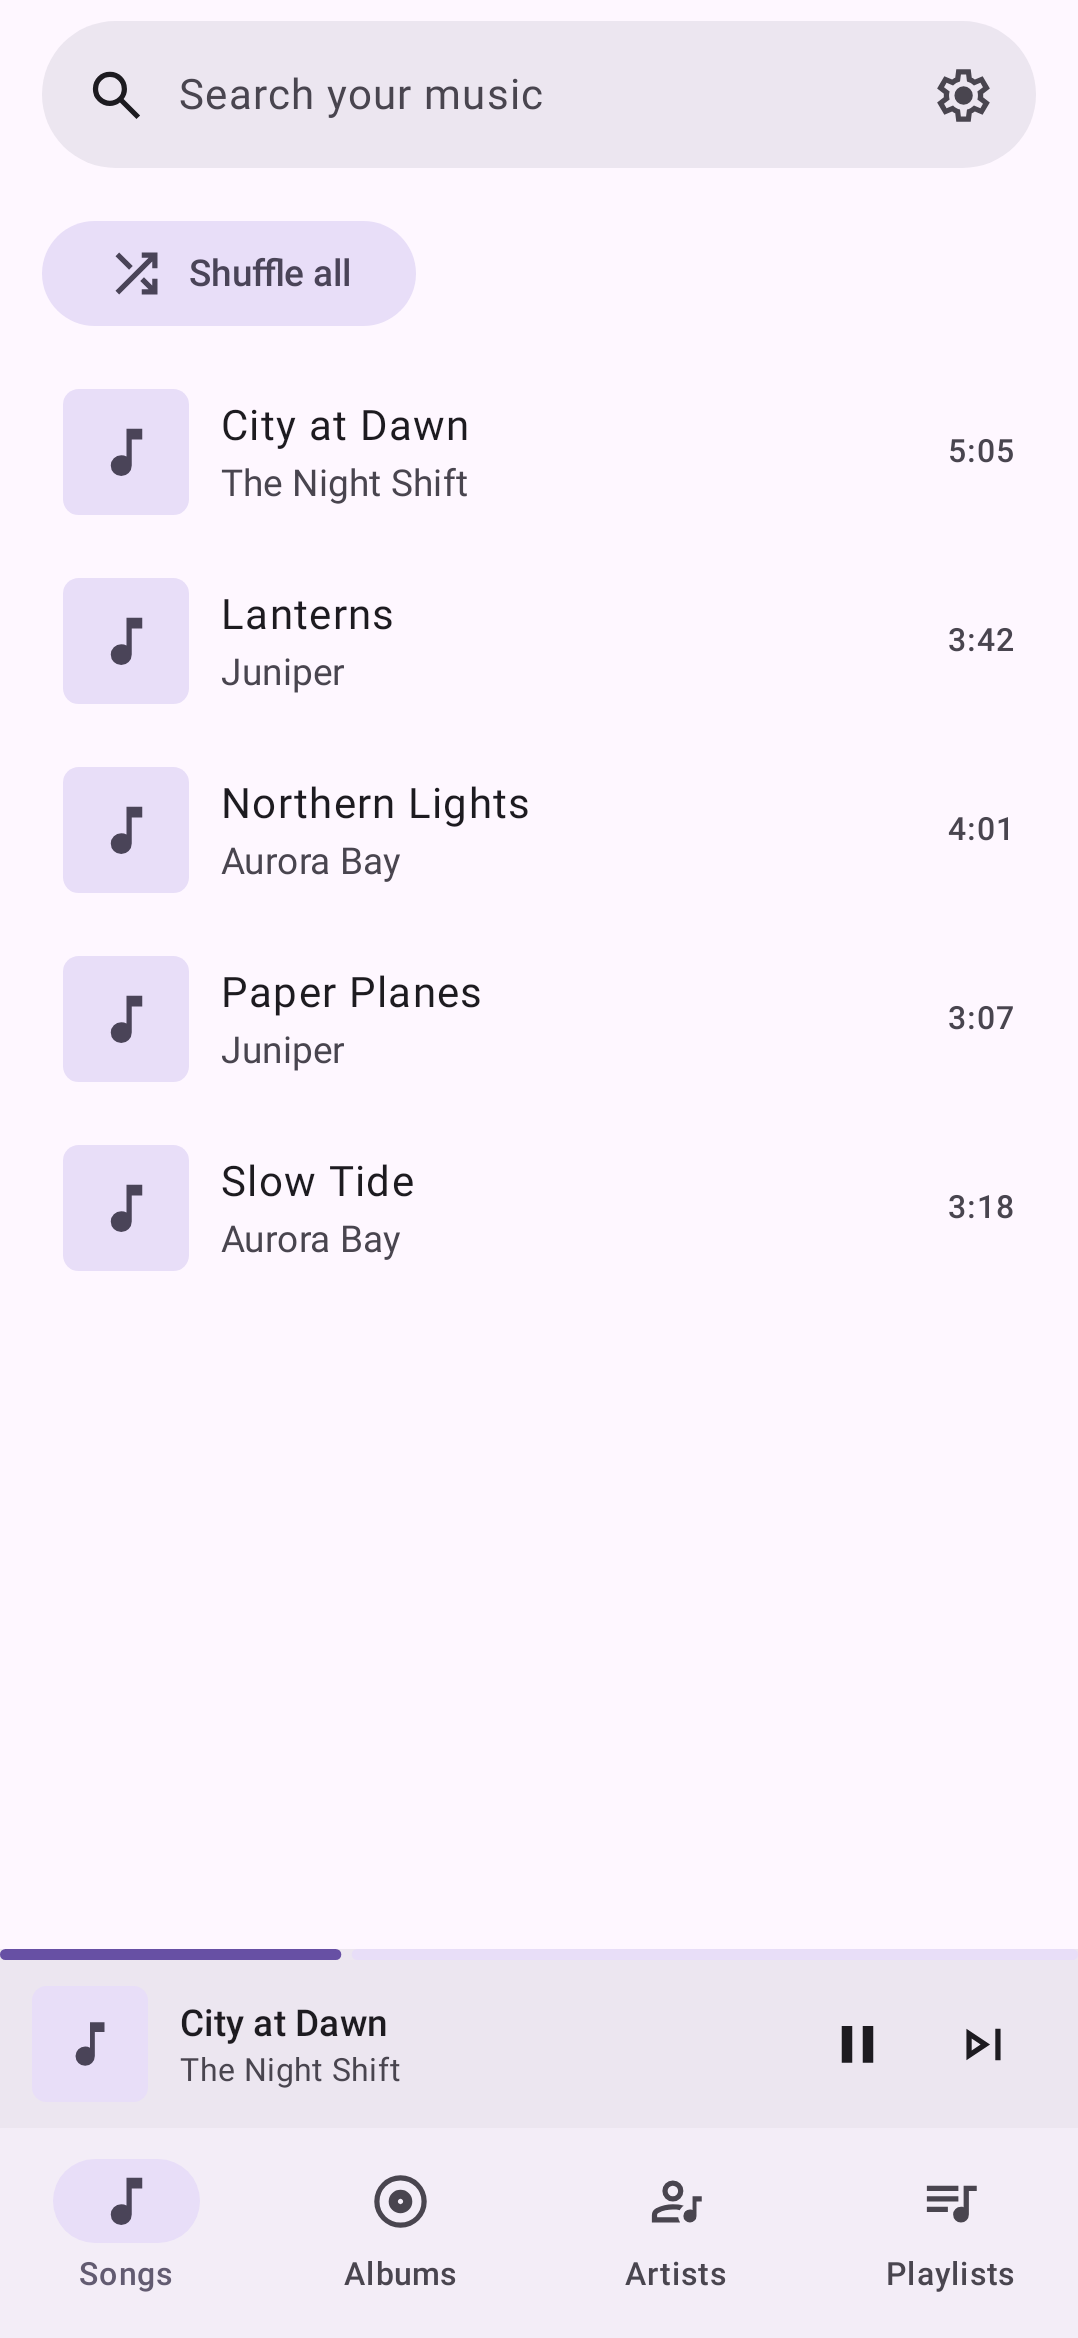 Search your music
Shuffle all
City at Dawn
The Night Shift
5:05
Lanterns
Juniper
3:42
Northern Lights
Aurora Bay
4:01
Paper Planes
Juniper
3:07
Slow Tide
Aurora Bay
3:18
City at Dawn
The Night Shift
Songs
Albums
Artists
Playlists